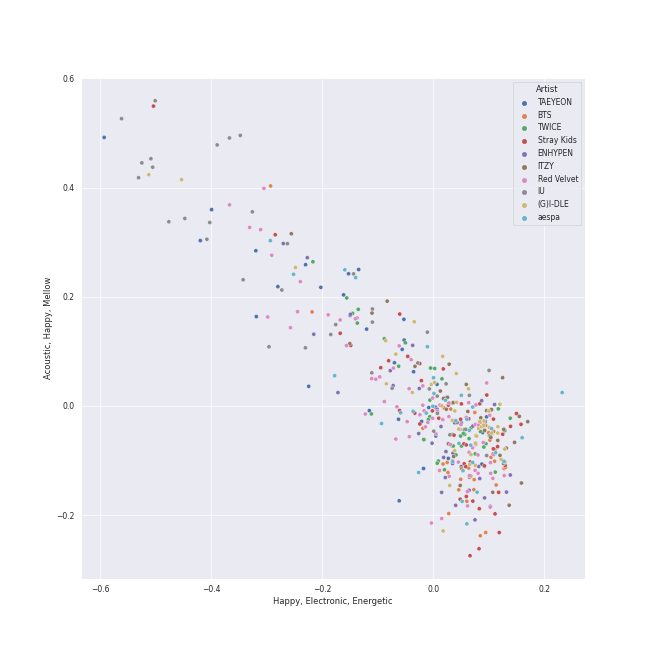 0.6
0.4
0.2
0.0
−0.2
Acoustic, Happy, Mellow
−0.6
−0.4
−0.2
0.0
0.2
Happy, Electronic, Energetic
Artist
TAEYEON
BTS
TWICE
Stray Kids
ENHYPEN
ITZY
Red Velvet
IU
(G)I-DLE
aespa